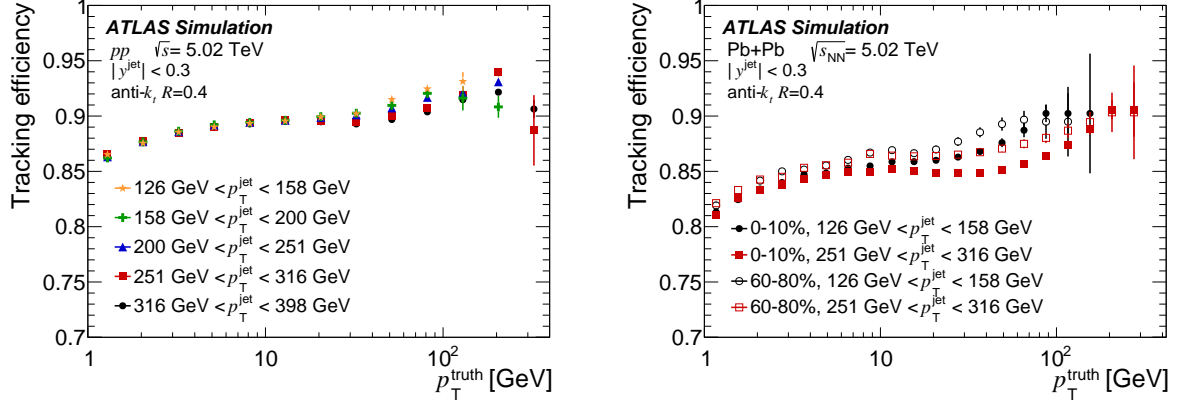 Tracking efficiency
1
0.95
0.9
0.85
0.8
0.75
0.7
ATLAS Simulation
pp √s= 5.02 TeV
|y^jet| < 0.3
anti-k_t R=0.4
126 GeV <p_T^jet < 158 GeV
158 GeV <p_T^jet < 200 GeV
200 GeV <p_T^jet < 251 GeV
251 GeV <p_T^jet < 316 GeV
316 GeV <p_T^jet < 398 GeV
1 10 10²
p_T^truth [GeV]
Tracking efficiency
1
0.95
0.9
0.85
0.8
0.75
0.7
ATLAS Simulation
Pb+Pb √s_NN= 5.02 TeV
|y^jet| < 0.3
anti-k_t R=0.4
0-10%, 126 GeV <p_T^jet < 158 GeV
0-10%, 251 GeV <p_T^jet < 316 GeV
60-80%, 126 GeV <p_T^jet < 158 GeV
60-80%, 251 GeV <p_T^jet < 316 GeV
1 10 10²
p_T^truth [GeV]